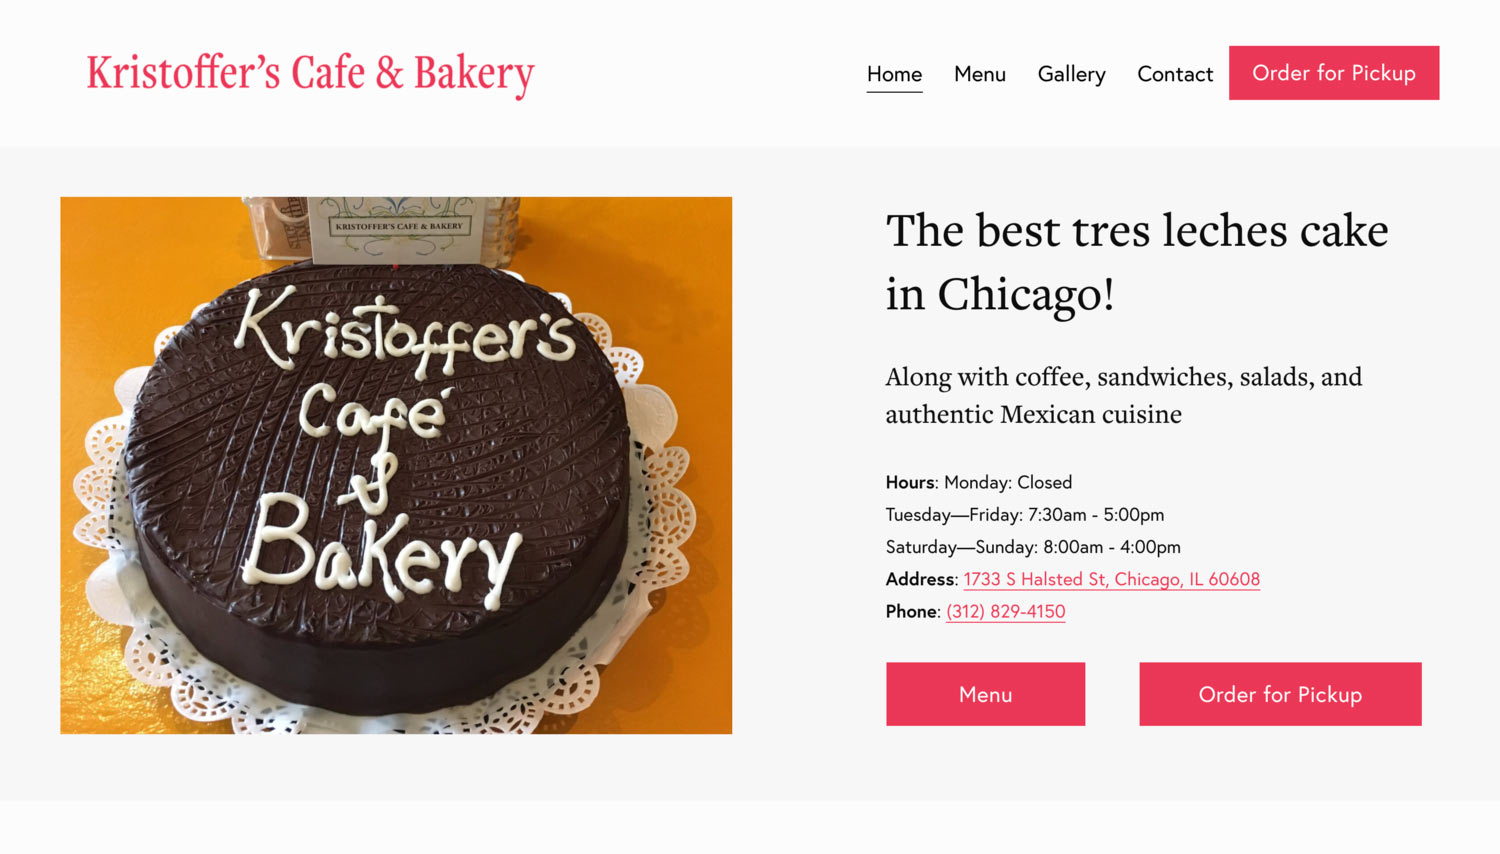 Kristoffer's Cafe & Bakery
Home Menu Gallery Contact Order for Pickup
KRISTOFFER'S CAFE & BAKERY
Kristoffer's
Café
&
Bakery
The best tres leches cake
in Chicago!
Along with coffee, sandwiches, salads, and
authentic Mexican cuisine
Hours: Monday: Closed
Tuesday—Friday: 7:30am - 5:00pm
Saturday—Sunday: 8:00am - 4:00pm
Address: 1733 S Halsted St, Chicago, IL 60608
Phone: (312) 829-4150
Menu Order for Pickup